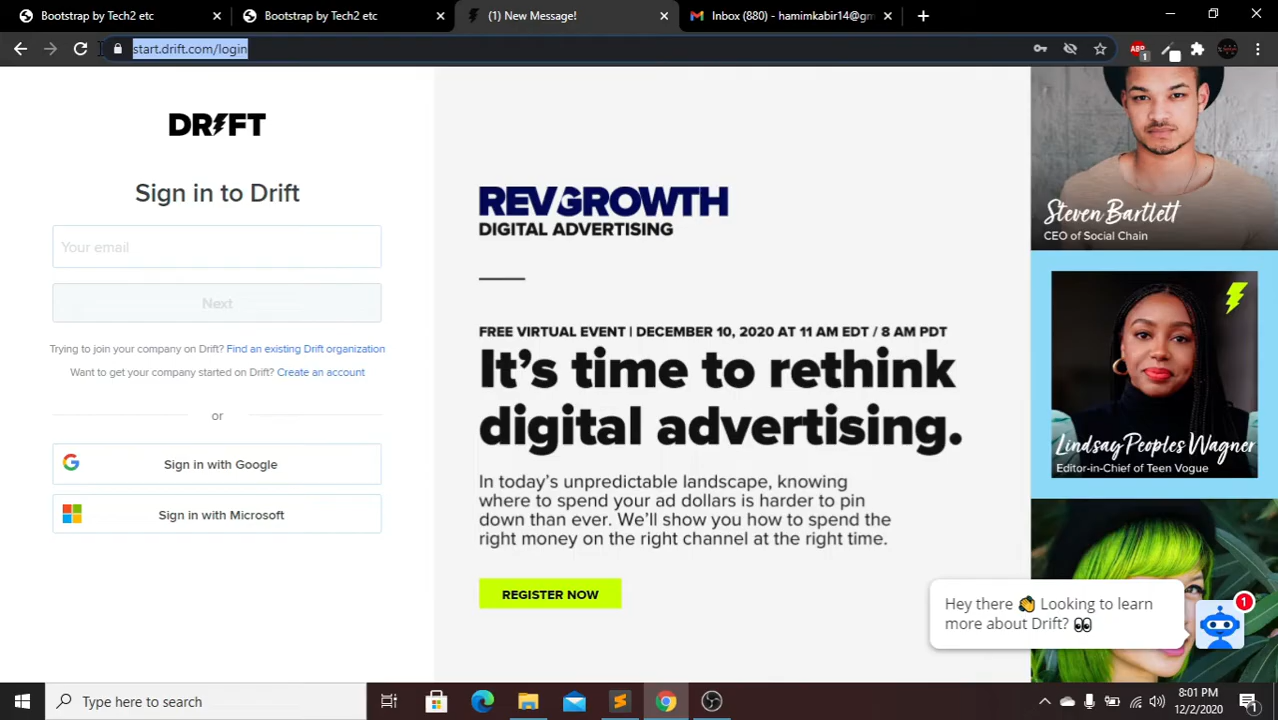 Bootstrap by Tech2 etc
Bootstrap by Tech2 etc
(1) New Message!
Inbox (880) - hamimkabir14@gm
start.drift.com/login
ABP
1
DRIFT
Sign in to Drift
Your email
Next
Trying to join your company on Drift? Find an existing Drift organization
Want to get your company started on Drift? Create an account
or
Sign in with Google
Sign in with Microsoft
REVGROWTH
DIGITAL ADVERTISING
FREE VIRTUAL EVENT | DECEMBER 10, 2020 AT 11 AM EDT / 8 AM PDT
It's time to rethink
digital advertising.
In today's unpredictable landscape, knowing
where to spend your ad dollars is harder to pin
down than ever. We'll show you how to spend the
right money on the right channel at the right time.
REGISTER NOW
Steven Bartlett
CEO of Social Chain
Lindsay Peoples Wagner
Editor-in-Chief of Teen Vogue
Hey there 👏 Looking to learn
more about Drift? 👀
1
Type here to search
8:01 PM
12/2/2020
1